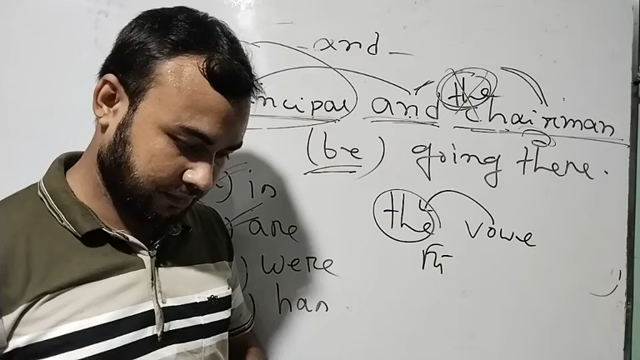 - and -
ncipal and the chairman
(be) going there.
) is
the vowe
) are
) were
) has